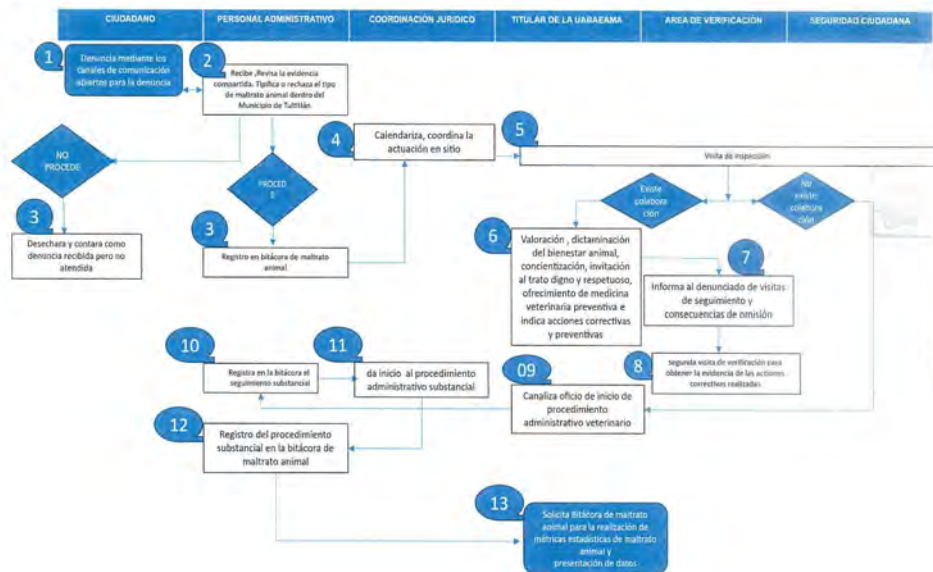 CIUDADANO
PERSONAL ADMINISTRATIVO
COORDINACIÓN JURIDICO
TITULAR DE LA UABAEAMA
AREA DE VERIFICACIÓN
SEGURIDAD CIUDADANA
1
Denuncia mediante los
canales de comunicación
abiertos para la denuncia
2
Recibe ,Revisa la evidencia
compartida. Tipifica o rechaza el tipo
de maltrato animal dentro del
Municipio de Tultitlán
NO
PROCEDE
PROCED
E
3
Desechara y contara como
denuncia recibida pero no
atendida
3
Registro en bitácora de maltrato
animal
4
Calendariza, coordina la
actuación en sitio
5
Visita de inspección
Existe
colabora
ción
No
existe
colabora
ción
6
Valoración , dictaminación
del bienestar animal,
concientización, invitación
al trato digno y respetuoso,
ofrecimiento de medicina
veterinaria preventiva e
indica acciones correctivas
y preventivas
7
Informa al denunciado de visitas
de seguimiento y
consecuencias de omisión
8
segunda visita de verificación para
obtener la evidencia de las acciones
correctivas realizadas
09
Canaliza oficio de inicio de
procedimiento
administrativo veterinario
10
Registra en la bitácora el
seguimiento substancial
11
da inicio al procedimiento
administrativo substancial
12
Registro del procedimiento
substancial en la bitácora de
maltrato animal
13
Solicita Bitácora de maltrato
animal para la realización de
métricas estadísticas de maltrato
animal y
presentación de datos